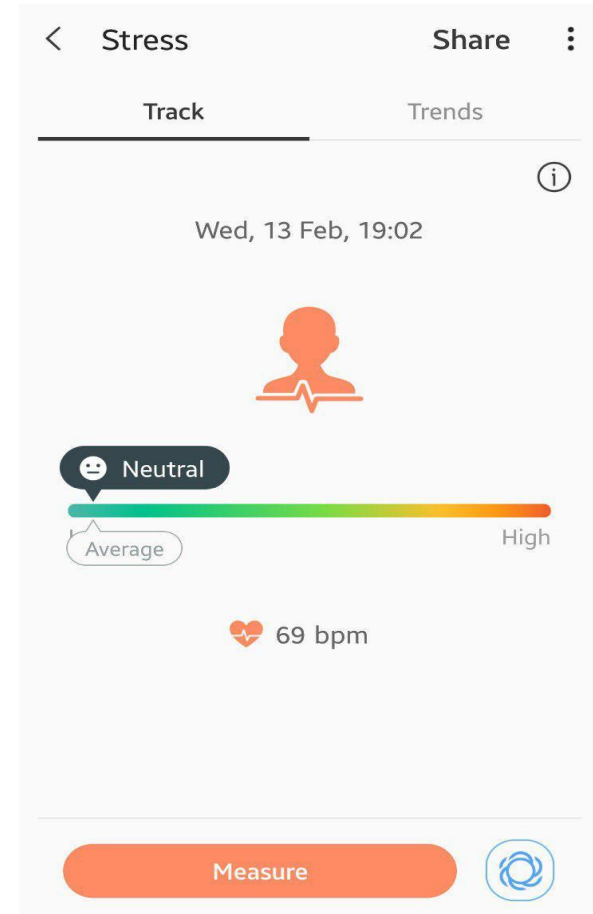 Stress Share
Track Trends
Wed, 13 Feb, 19:02
Neutral
Average High
69 bpm
Measure